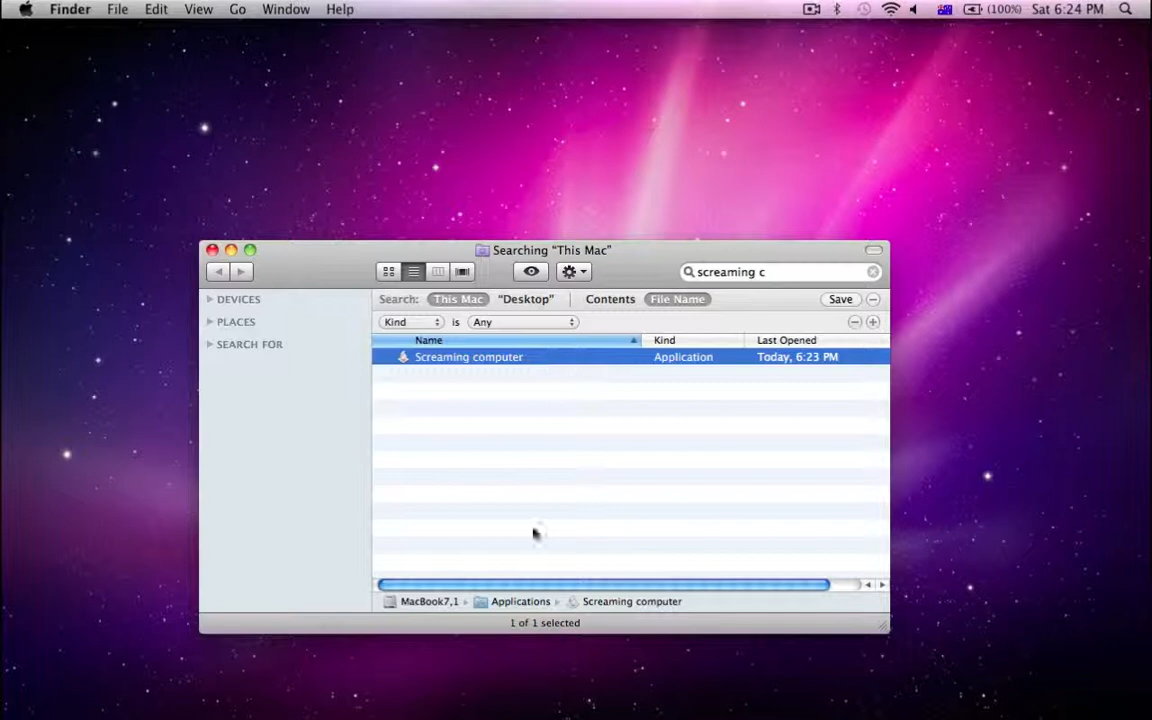 Finder File Edit View Go Window Help (100%) Sat 6:24 PM
Searching "This Mac"
screaming c
DEVICES
PLACES
SEARCH FOR
Search: This Mac "Desktop" Contents File Name Save
Kind is Any
Name Kind Last Opened
Screaming computer Application Today, 6:23 PM
MacBook7,1 Applications Screaming computer
1 of 1 selected